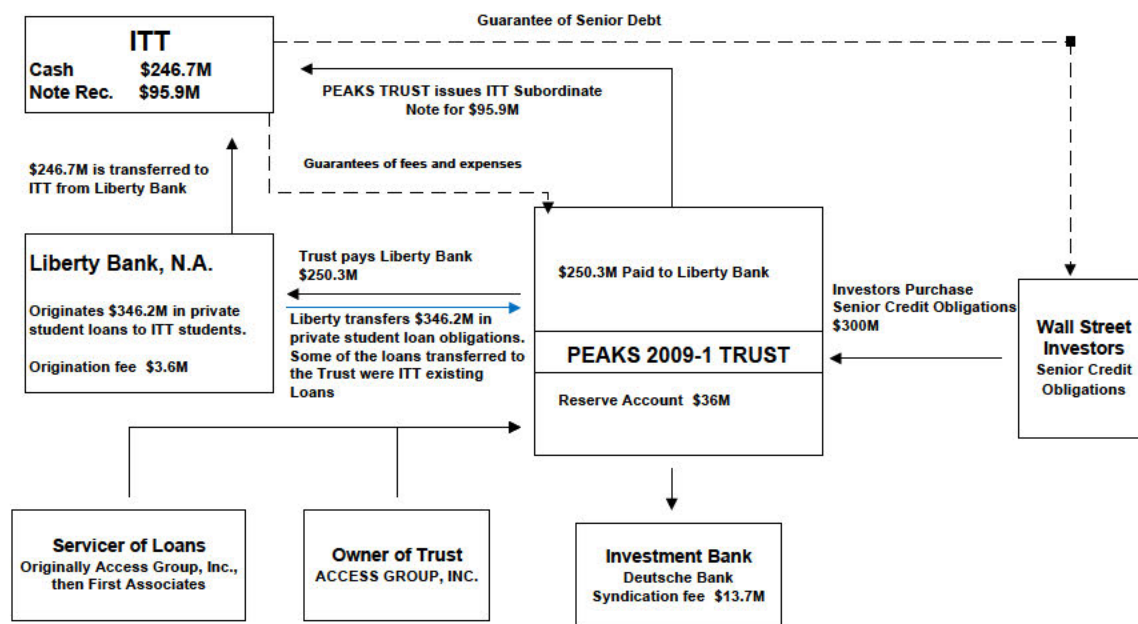 Guarantee of Senior Debt
ITT
Cash $246.7M
Note Rec. $95.9M
PEAKS TRUST issues ITT Subordinate
Note for $95.9M
$246.7M is transferred to
ITT from Liberty Bank
Guarantees of fees and expenses
Liberty Bank, N.A.
Originates $346.2M in private
student loans to ITT students.
Origination fee $3.6M
Trust pays Liberty Bank
$250.3M
Liberty transfers $346.2M in
private student loan obligations.
Some of the loans transferred to
the Trust were ITT existing
Loans
$250.3M Paid to Liberty Bank
PEAKS 2009-1 TRUST
Reserve Account $36M
Investors Purchase
Senior Credit Obligations
$300M
Wall Street
Investors
Senior Credit
Obligations
Servicer of Loans
Originally Access Group, Inc.,
then First Associates
Owner of Trust
ACCESS GROUP, INC.
Investment Bank
Deutsche Bank
Syndication fee $13.7M